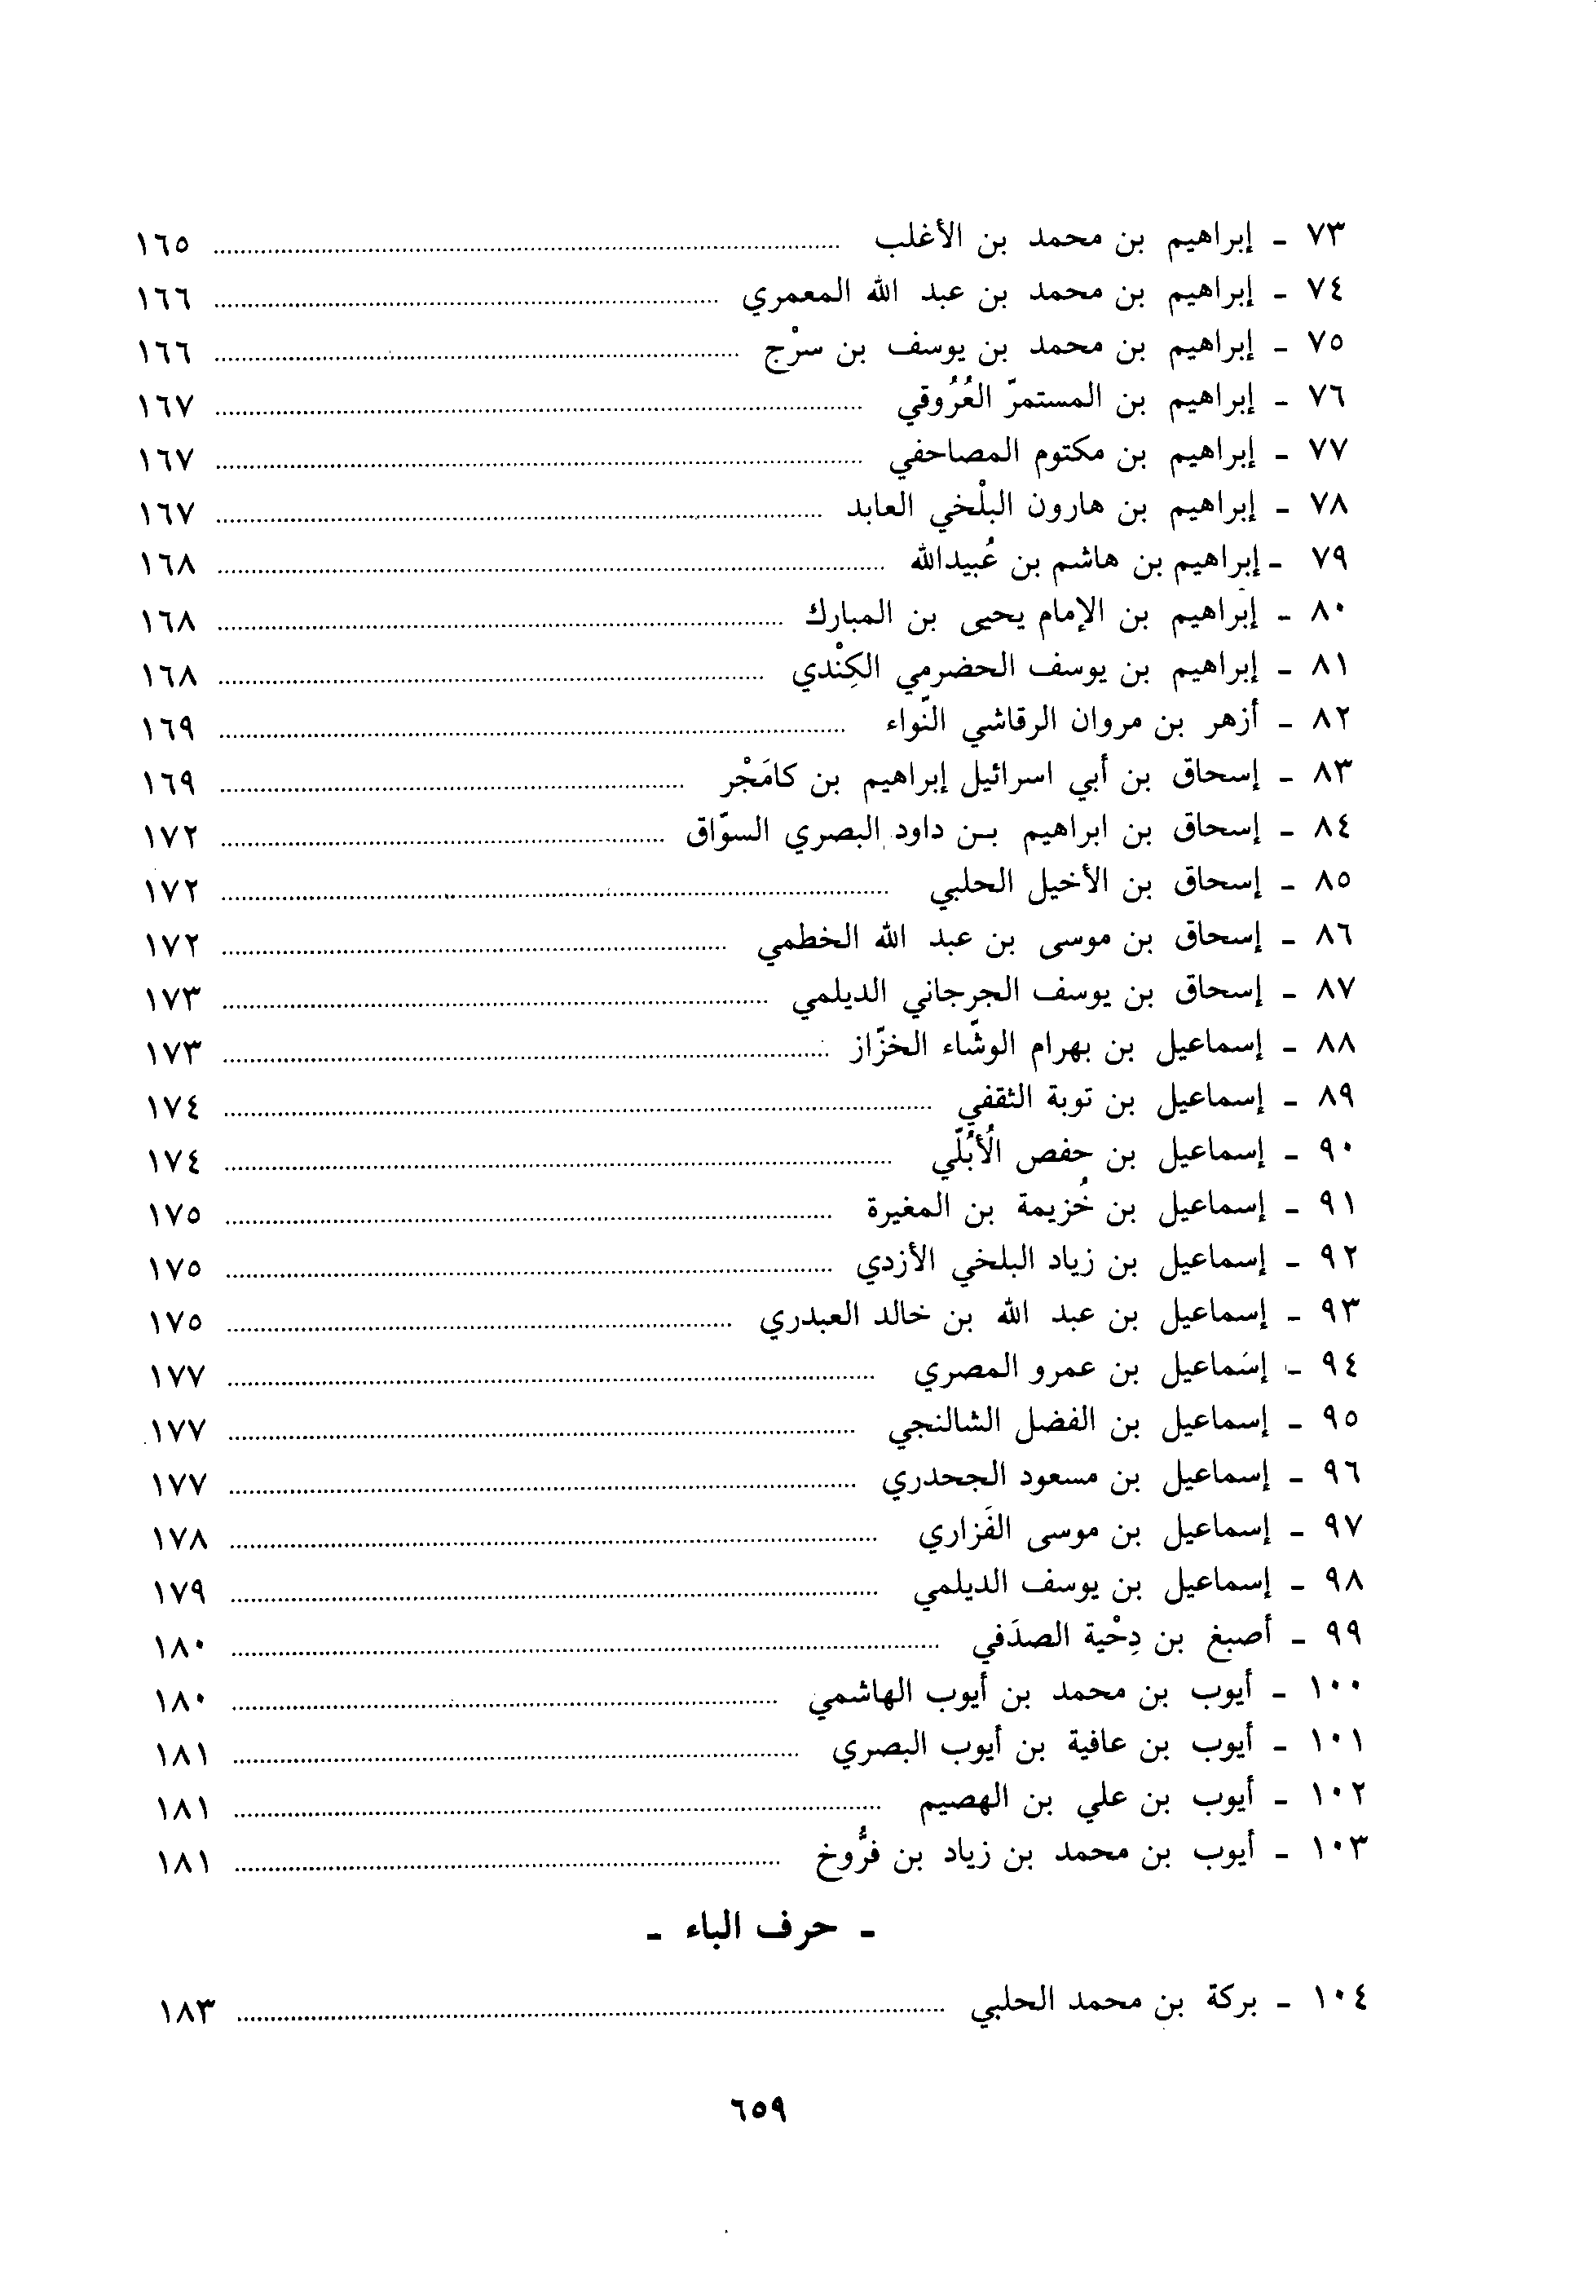 ٧٣ - إبراهيم بن محمد بن الأغلب ........ ١٦٥
٧٤ - إبراهيم بن محمد بن عبد الله المعمري ........ ١٦٦
٧٥ - إبراهيم بن محمد بن يوسف بن سرْج ........ ١٦٦
٧٦ - إبراهيم بن المستمرّ العُرُوقي ........ ١٦٧
٧٧ - إبراهيم بن مكتوم المصاحفي ........ ١٦٧
٧٨ - إبراهيم بن هارون البلْخي العابد ........ ١٦٧
٧٩ - إبراهيم بن هاشم بن عُبيدالله ........ ١٦٨
٨٠ - إبراهيم بن الإمام يحيى بن المبارك ........ ١٦٨
٨١ - إبراهيم بن يوسف الحضرمي الكِنْدي ........ ١٦٨
٨٢ - أزهر بن مروان الرقاشي النّواء ........ ١٦٩
٨٣ - إسحاق بن أبي اسرائيل إبراهيم بن كامَجْر ........ ١٦٩
٨٤ - إسحاق بن ابراهيم بن داود البصري السوّاق ........ ١٧٢
٨٥ - إسحاق بن الأخيل الحلبي ........ ١٧٢
٨٦ - إسحاق بن موسى بن عبد الله الخطمي ........ ١٧٢
٨٧ - إسحاق بن يوسف الجرجاني الديلمي ........ ١٧٣
٨٨ - إسماعيل بن بهرام الوشّاء الخزّاز ........ ١٧٣
٨٩ - إسماعيل بن توبة الثقفي ........ ١٧٤
٩٠ - إسماعيل بن حفص الُأبُلّي ........ ١٧٤
٩١ - إسماعيل بن خُزيمة بن المغيرة ........ ١٧٥
٩٢ - إسماعيل بن زياد البلخي الأزدي ........ ١٧٥
٩٣ - إسماعيل بن عبد الله بن خالد العبدري ........ ١٧٥
٩٤ - إسَماعيل بن عمرو المصري ........ ١٧٧
٩٥ - إسماعيل بن الفضل الشالنجي ........ ١٧٧
٩٦ - إسماعيل بن مسعود الجحدري ........ ١٧٧
٩٧ - إسماعيل بن موسى الفَزاري ........ ١٧٨
٩٨ - إسماعيل بن يوسف الديلمي ........ ١٧٩
٩٩ - أصبغ بن دِحْية الصدَفي ........ ١٨٠
١٠٠ - أيوب بن محمد بن أيوب الهاشمي ........ ١٨٠
١٠١ - أيوب بن عافية بن أيوب البصري ........ ١٨١
١٠٢ - أيوب بن علي بن الهصيم ........ ١٨١
١٠٣ - أيوب بن محمد بن زياد بن فرُّوخ ........ ١٨١
- حرف الباء -
١٠٤ - بركة بن محمد الحلبي ........ ١٨٣
٦٥٩